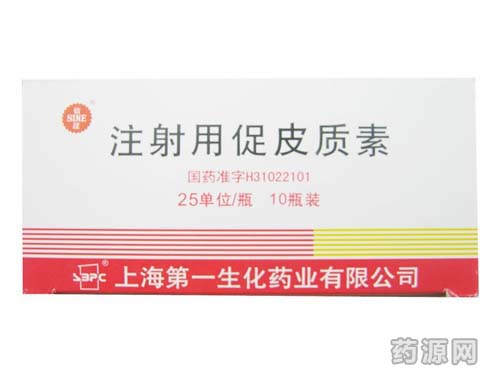 信
SINE
谊
注射用促皮质素
国药准字H31022101
25单位/瓶 10瓶装
SBPC ® 上海第一生化药业有限公司
药源网